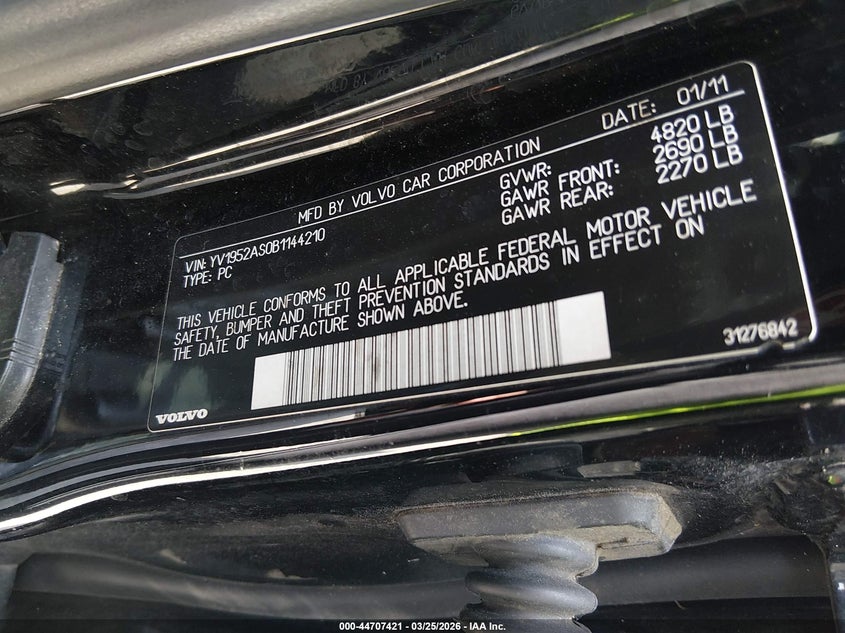 MFD BY VOLVO CAR CORPORATION DATE: 01/11
GVWR: 4820 LB
GAWR FRONT: 2690 LB
GAWR REAR: 2270 LB
VIN: YV1952AS0B1144210
TYPE: PC
THIS VEHICLE CONFORMS TO ALL APPLICABLE FEDERAL MOTOR VEHICLE
SAFETY, BUMPER AND THEFT PREVENTION STANDARDS IN EFFECT ON
THE DATE OF MANUFACTURE SHOWN ABOVE.
31276842
VOLVO
000-44707421 - 03/25/2026 - IAA Inc.